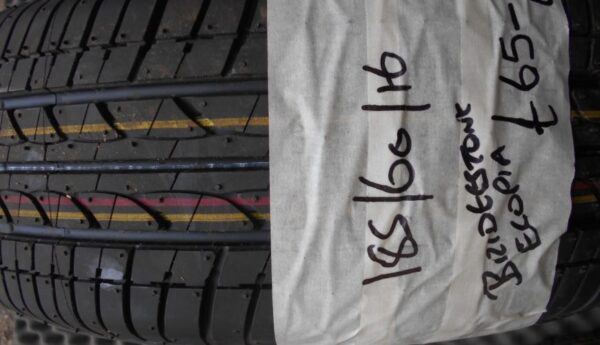 185/60/16
BRIDGESTONE
ECOPIA
£65-